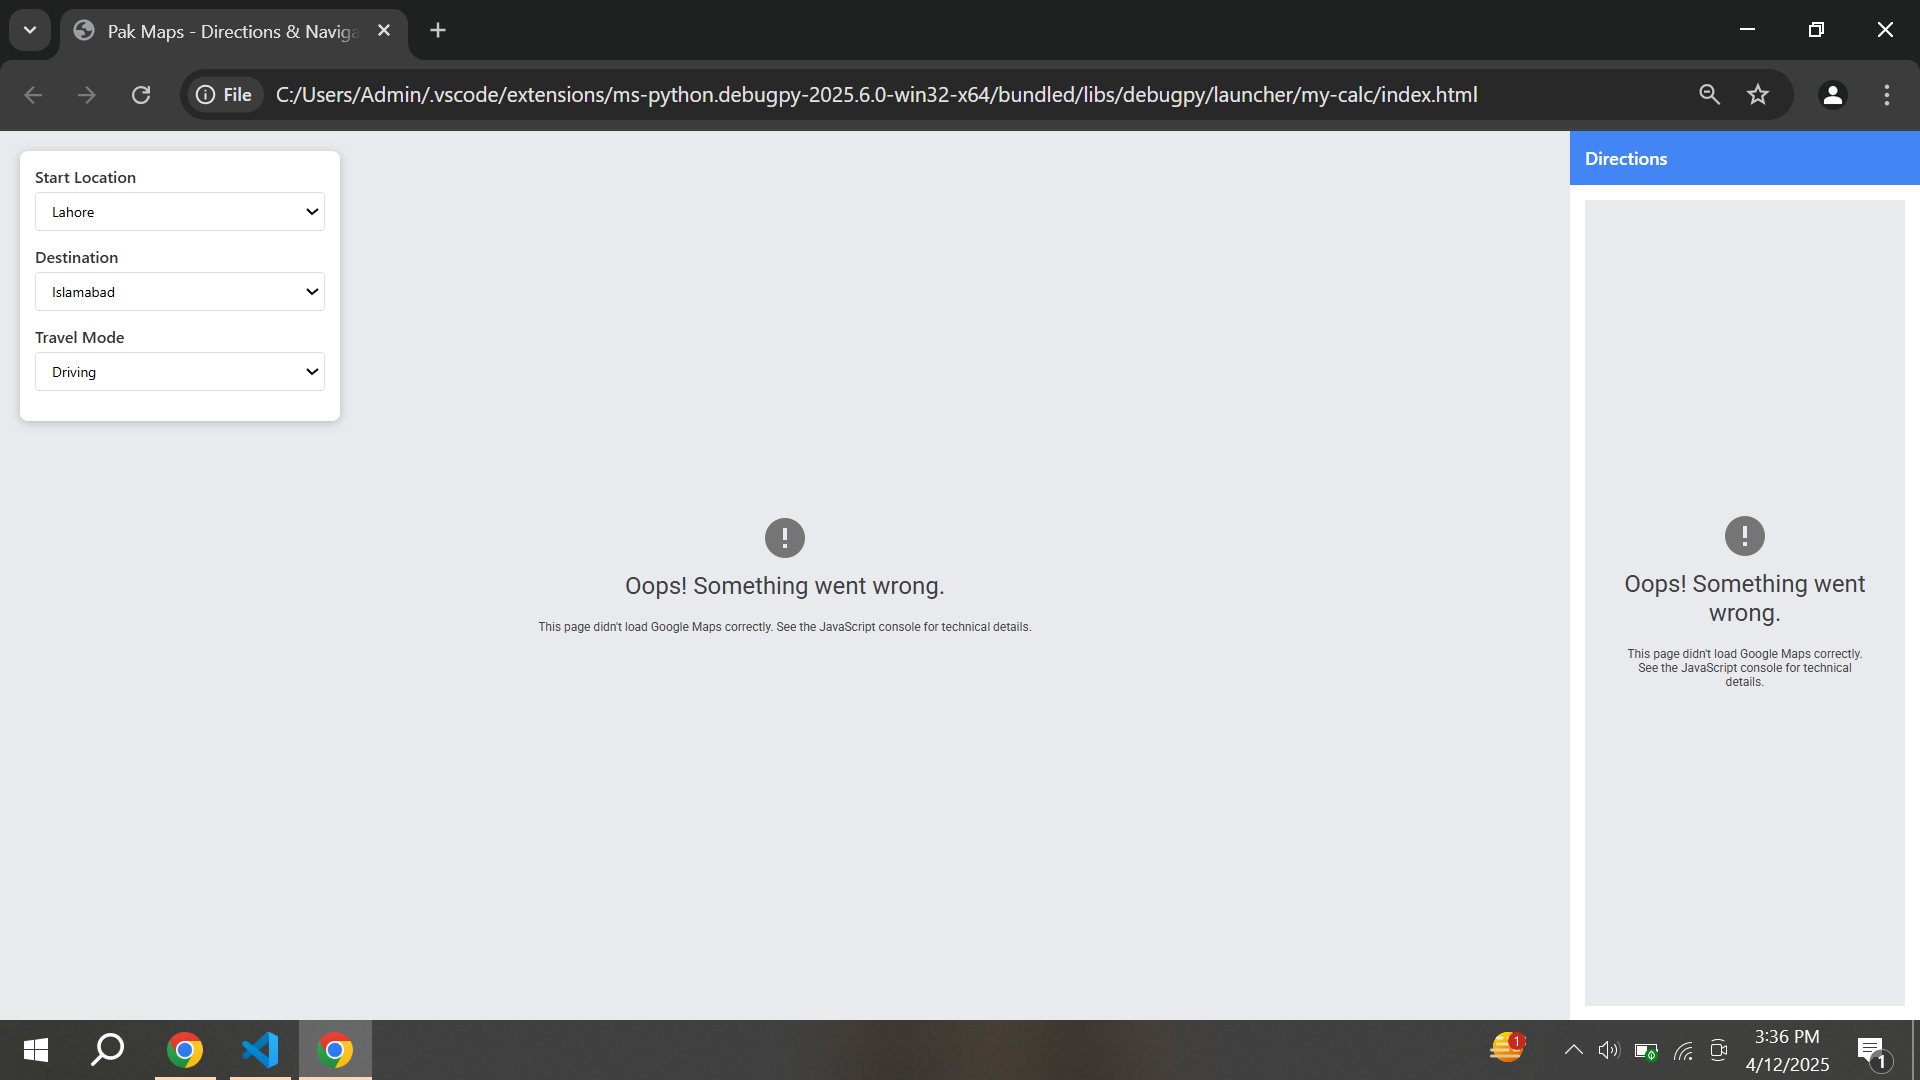 Pak Maps - Directions & Naviga
File
C:/Users/Admin/.vscode/extensions/ms-python.debugpy-2025.6.0-win32-x64/bundled/libs/debugpy/launcher/my-calc/index.html
Start Location
Lahore
Destination
Islamabad
Travel Mode
Driving
Oops! Something went wrong.
This page didn't load Google Maps correctly. See the JavaScript console for technical details.
Directions
Oops! Something went
wrong.
This page didn't load Google Maps correctly.
See the JavaScript console for technical
details.
1
3:36 PM
4/12/2025
1